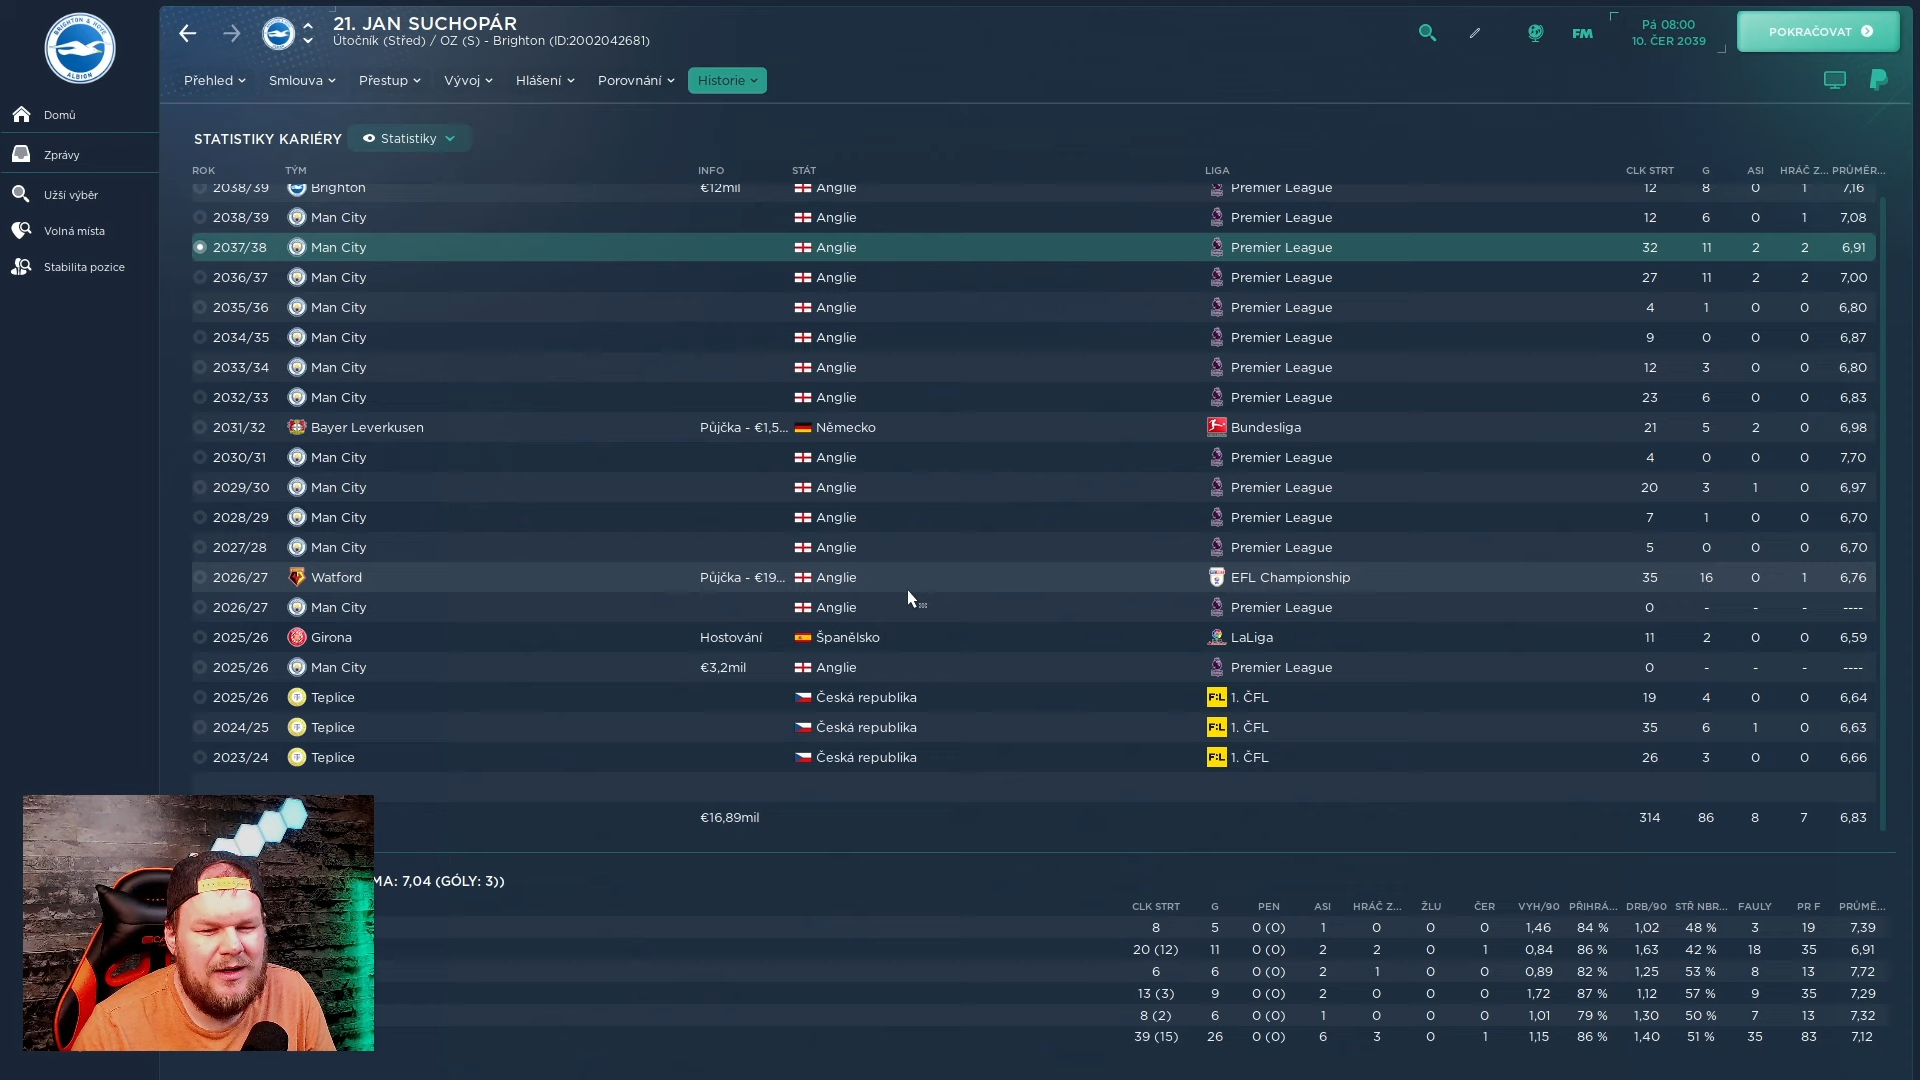 21. JAN SUCHOPÁR
Útočník (Střed) / OZ (S) - Brighton (ID:2002042681)
FM
Pá 08:00
10. ČER 2039
POKRAČOVAT
Přehled Smlouva Přestup Vývoj Hlášení Porovnání Historie
Domů
Zprávy
Užší výběr
Volná místa
Stabilita pozice
STATISTIKY KARIÉRY Statistiky
ROK TÝM INFO STÁT LIGA CLK STRT G ASI HRÁČ Z... PRŮMĚR...
2038/39 Brighton €12mil Anglie Premier League 12 8 0 1 7,16
2038/39 Man City Anglie Premier League 12 6 0 1 7,08
2037/38 Man City Anglie Premier League 32 11 2 2 6,91
2036/37 Man City Anglie Premier League 27 11 2 2 7,00
2035/36 Man City Anglie Premier League 4 1 0 0 6,80
2034/35 Man City Anglie Premier League 9 0 0 0 6,87
2033/34 Man City Anglie Premier League 12 3 0 0 6,80
2032/33 Man City Anglie Premier League 23 6 0 0 6,83
2031/32 Bayer Leverkusen Půjčka - €1,5... Německo Bundesliga 21 5 2 0 6,98
2030/31 Man City Anglie Premier League 4 0 0 0 7,70
2029/30 Man City Anglie Premier League 20 3 1 0 6,97
2028/29 Man City Anglie Premier League 7 1 0 0 6,70
2027/28 Man City Anglie Premier League 5 0 0 0 6,70
2026/27 Watford Půjčka - €19... Anglie EFL Championship 35 16 0 1 6,76
2026/27 Man City Anglie Premier League 0 - - - ----
2025/26 Girona Hostování Španělsko LaLiga 11 2 0 0 6,59
2025/26 Man City €3,2mil Anglie Premier League 0 - - - ----
2025/26 Teplice Česká republika F:L 1. ČFL 19 4 0 0 6,64
2024/25 Teplice Česká republika F:L 1. ČFL 35 6 1 0 6,63
2023/24 Teplice Česká republika F:L 1. ČFL 26 3 0 0 6,66
€16,89mil 314 86 8 7 6,83
MA: 7,04 (GÓLY: 3))
CLK STRT G PEN ASI HRÁČ Z... ŽLU ČER VYH/90 PŘIHRÁ... DRB/90 STŘ NBR... FAULY PR F PRŮMĚ...
8 5 0 (0) 1 0 0 0 1,46 84 % 1,02 48 % 3 19 7,39
20 (12) 11 0 (0) 2 2 0 1 0,84 86 % 1,63 42 % 18 35 6,91
6 6 0 (0) 2 1 0 0 0,89 82 % 1,25 53 % 8 13 7,72
13 (3) 9 0 (0) 2 0 0 0 1,72 87 % 1,12 57 % 9 35 7,29
8 (2) 6 0 (0) 1 0 0 0 1,01 79 % 1,30 50 % 7 13 7,32
39 (15) 26 0 (0) 6 3 0 1 1,15 86 % 1,40 51 % 35 83 7,12